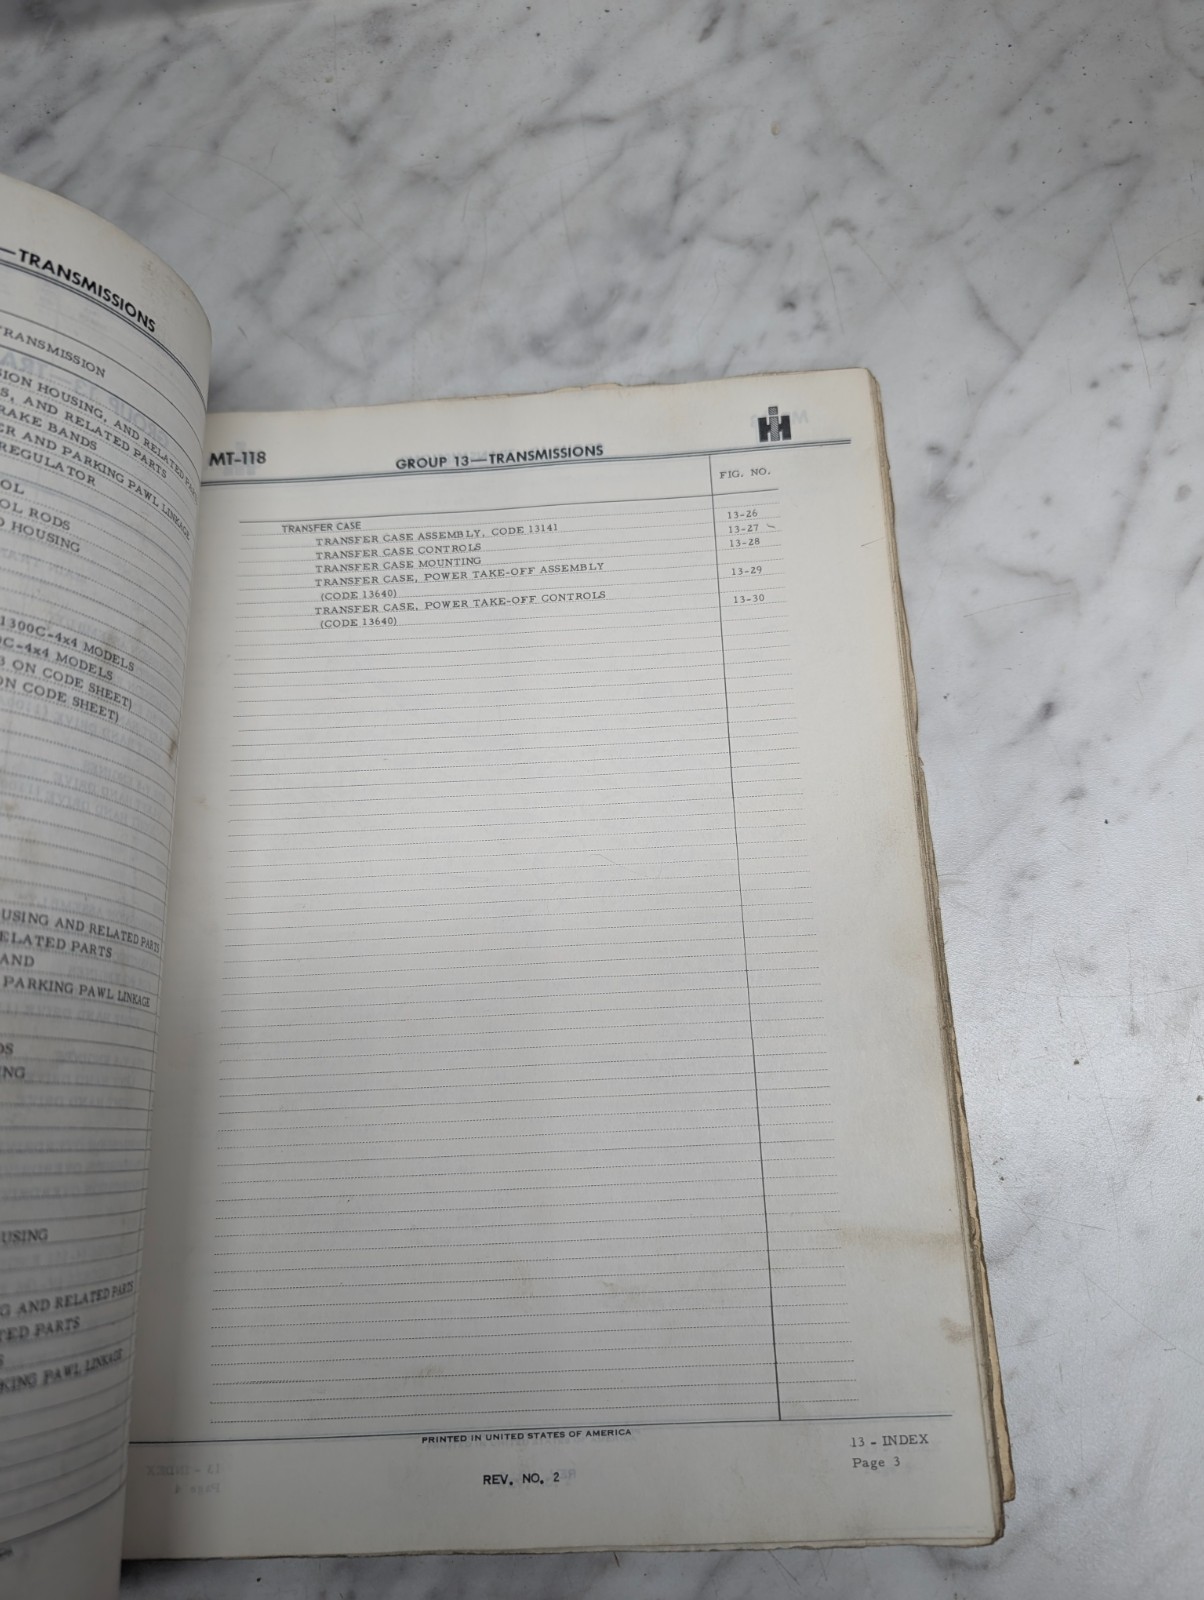 —TRANSMISSIONS
TRANSMISSION
SION HOUSING, AND RELATED
S, AND RELATED PARTS
RAKE BANDS
ER AND PARKING PAWL LINKAGE
REGULATOR
OL
OL RODS
D HOUSING
1300C-4x4 MODELS
0C-4x4 MODELS
3 ON CODE SHEET)
ON CODE SHEET)
USING AND RELATED PARTS
ELATED PARTS
AND
PARKING PAWL LINKAGE
DS
NG
USING
G AND RELATED PARTS
TED PARTS
S
KING PAWL LINKAGE
MT-118
GROUP 13—TRANSMISSIONS
IH
FIG. NO.
TRANSFER CASE
TRANSFER CASE ASSEMBLY, CODE 13141 13-26
TRANSFER CASE CONTROLS 13-27
TRANSFER CASE MOUNTING 13-28
TRANSFER CASE, POWER TAKE-OFF ASSEMBLY
(CODE 13640) 13-29
TRANSFER CASE, POWER TAKE-OFF CONTROLS
(CODE 13640) 13-30
PRINTED IN UNITED STATES OF AMERICA
REV. NO. 2
13 - INDEX
Page 3